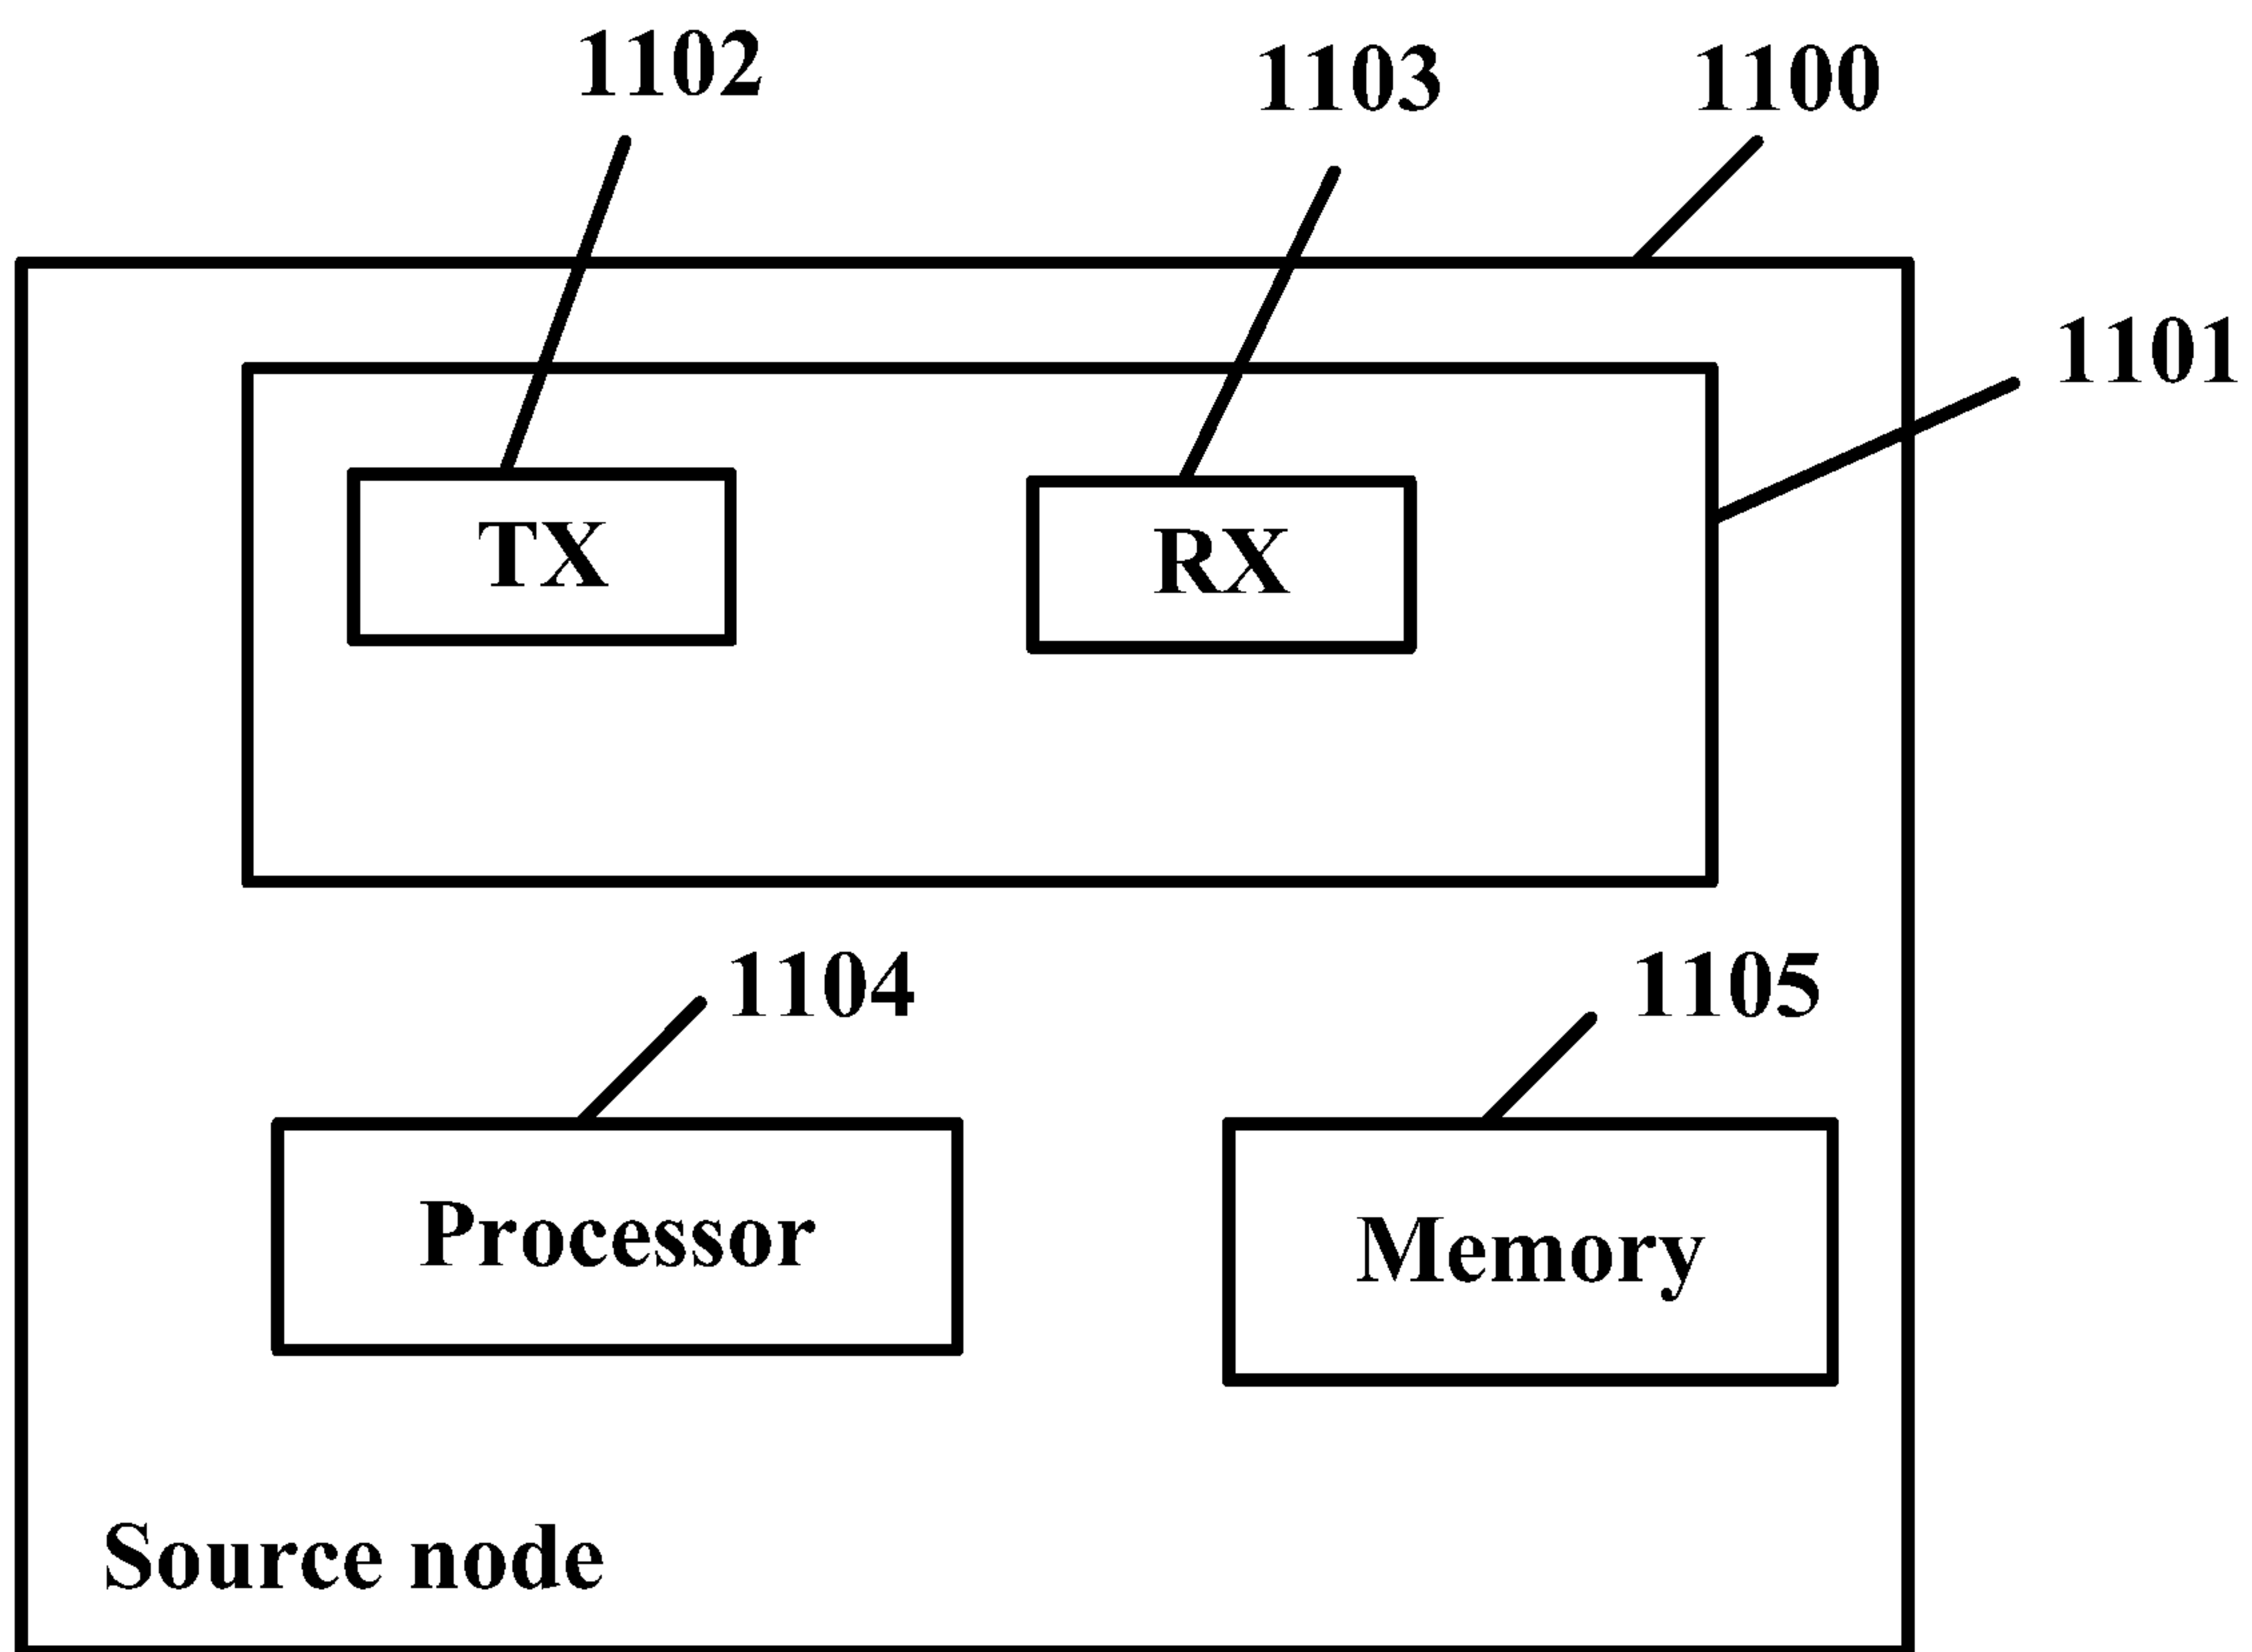 1102
1103
1100
1101
TX
RX
1104
1105
Processor
Memory
Source node